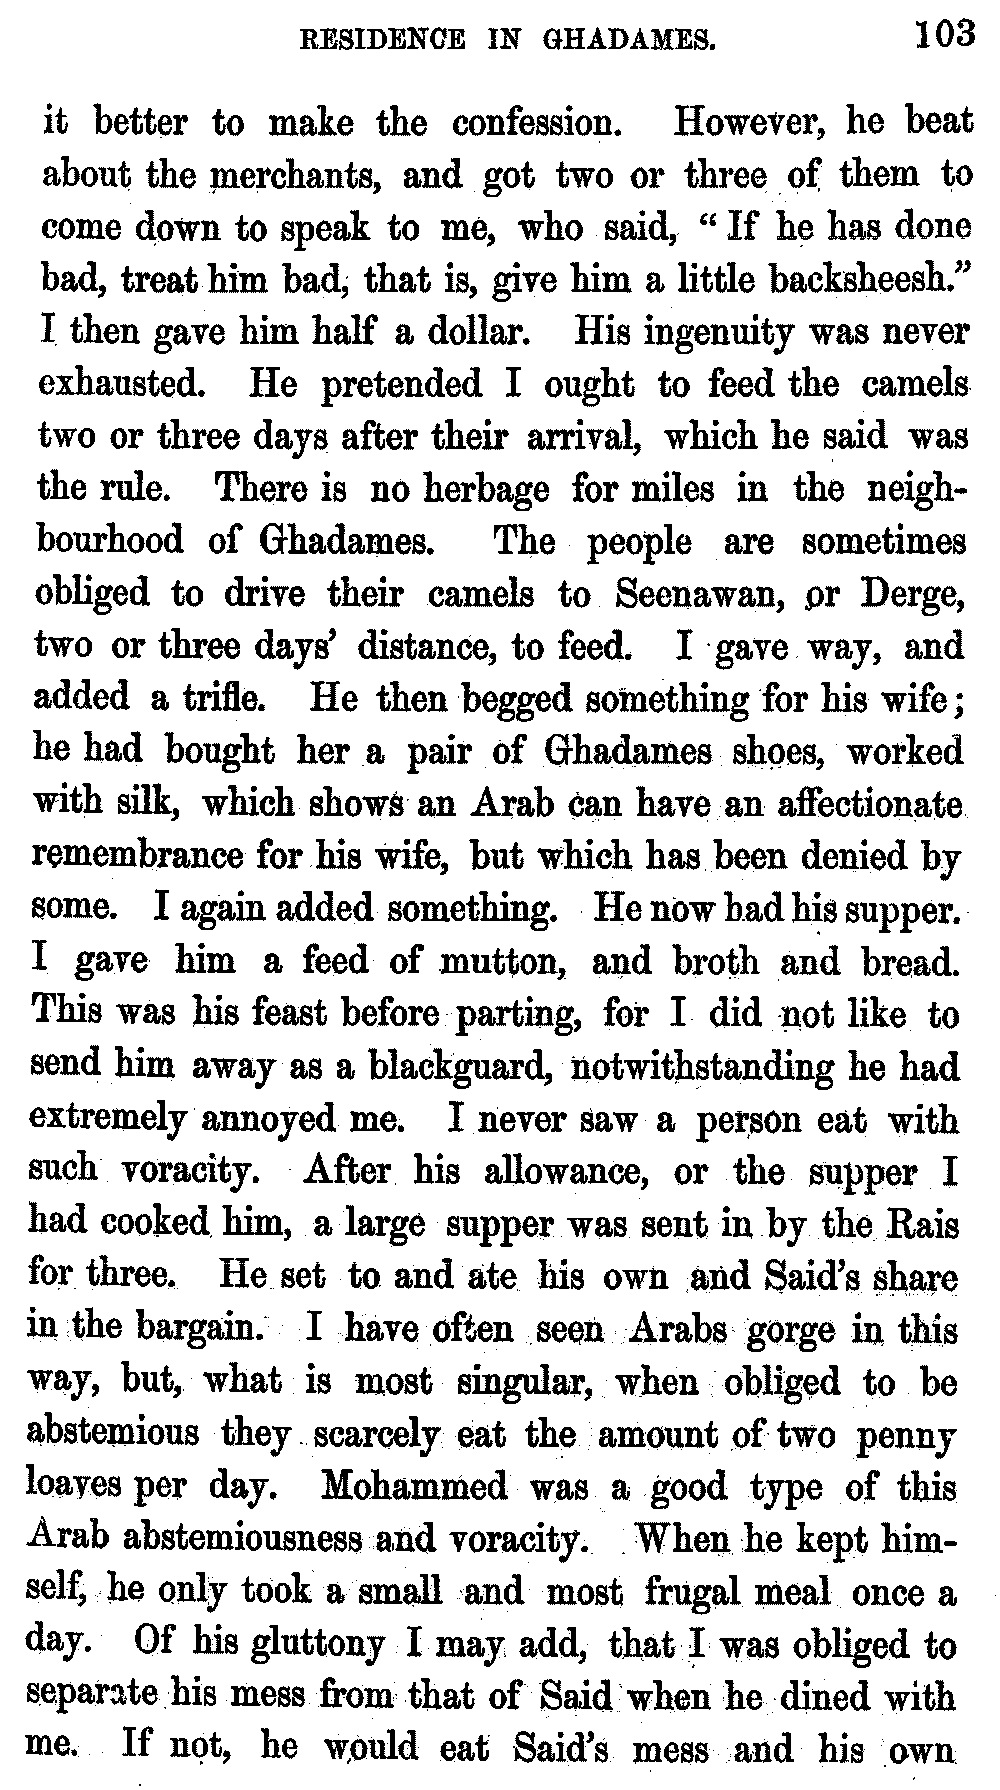 RESIDENCE IN GHADAMES. 103
it better to make the confession. However, he beat
about the merchants, and got two or three of them to
come down to speak to me, who said, “ If he has done
bad, treat him bad, that is, give him a little backsheesh.”
I then gave him half a dollar. His ingenuity was never
exhausted. He pretended I ought to feed the camels
two or three days after their arrival, which he said was
the rule. There is no herbage for miles in the neigh-
bourhood of Ghadames. The people are sometimes
obliged to drive their camels to Seenawan, or Derge,
two or three days’ distance, to feed. I gave way, and
added a trifle. He then begged something for his wife;
he had bought her a pair of Ghadames shoes, worked
with silk, which shows an Arab can have an affectionate
remembrance for his wife, but which has been denied by
some. I again added something. He now had his supper.
I gave him a feed of mutton, and broth and bread.
This was his feast before parting, for I did not like to
send him away as a blackguard, notwithstanding he had
extremely annoyed me. I never saw a person eat with
such voracity. After his allowance, or the supper I
had cooked him, a large supper was sent in by the Rais
for three. He set to and ate his own and Said’s share
in the bargain. I have often seen Arabs gorge in this
way, but, what is most singular, when obliged to be
abstemious they scarcely eat the amount of two penny
loaves per day. Mohammed was a good type of this
Arab abstemiousness and voracity. When he kept him-
self, he only took a small and most frugal meal once a
day. Of his gluttony I may add, that I was obliged to
separate his mess from that of Said when he dined with
me. If not, he would eat Said’s mess and his own